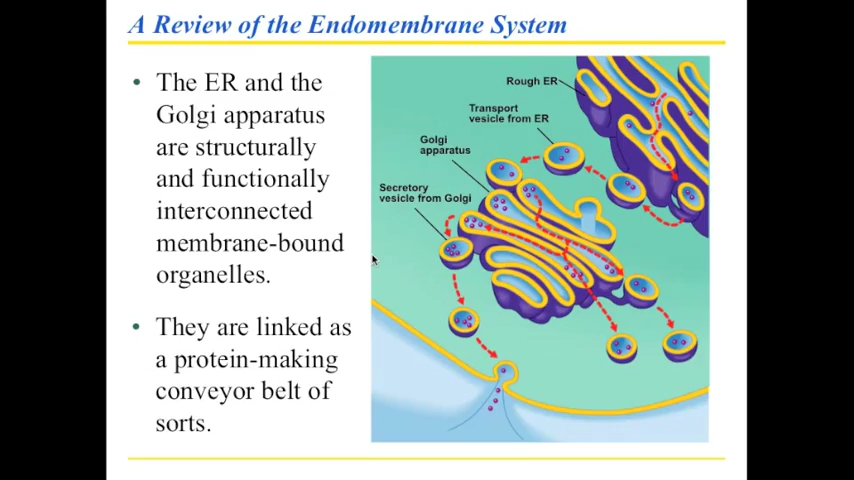 A Review of the Endomembrane System
• The ER and the
Golgi apparatus
are structurally
and functionally
interconnected
membrane-bound
organelles.
• They are linked as
a protein-making
conveyor belt of
sorts.
Rough ER
Transport
vesicle from ER
Golgi
apparatus
Secretory
vesicle from Golgi